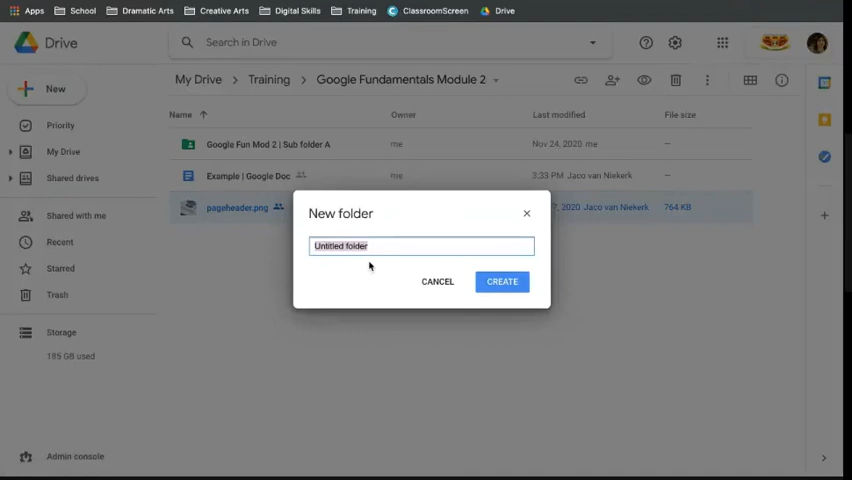 Apps School Dramatic Arts Creative Arts Digital Skills Training ClassroomScreen Drive
Drive Search in Drive
New My Drive Training Google Fundamentals Module 2
Name Owner Last modified File size
Priority
Google Fun Mod 2 | Sub folder A me Nov 24, 2020 me —
My Drive
Example | Google Doc me 3:33 PM Jaco van Niekerk —
Shared drives
pageheader.png 7, 2020 Jaco van Niekerk 764 KB
Shared with me
New folder
Recent
Untitled folder
Starred
CANCEL CREATE
Trash
Storage
185 GB used
Admin console